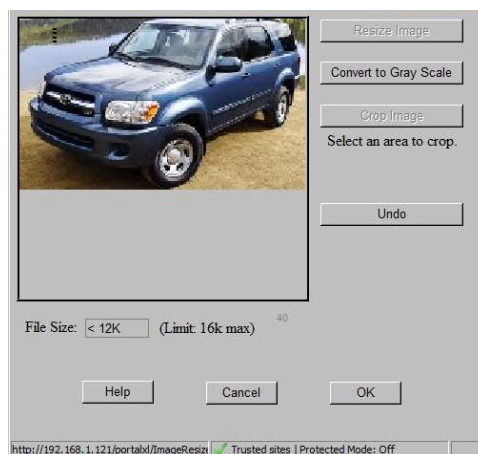 Resize Image
Convert to Gray Scale
Crop Image
Select an area to crop.
Undo
File Size: < 12K (Limit: 16k max) 40
Help Cancel OK
http://192.168.1.121/portalxl/ImageResize Trusted sites | Protected Mode: Off